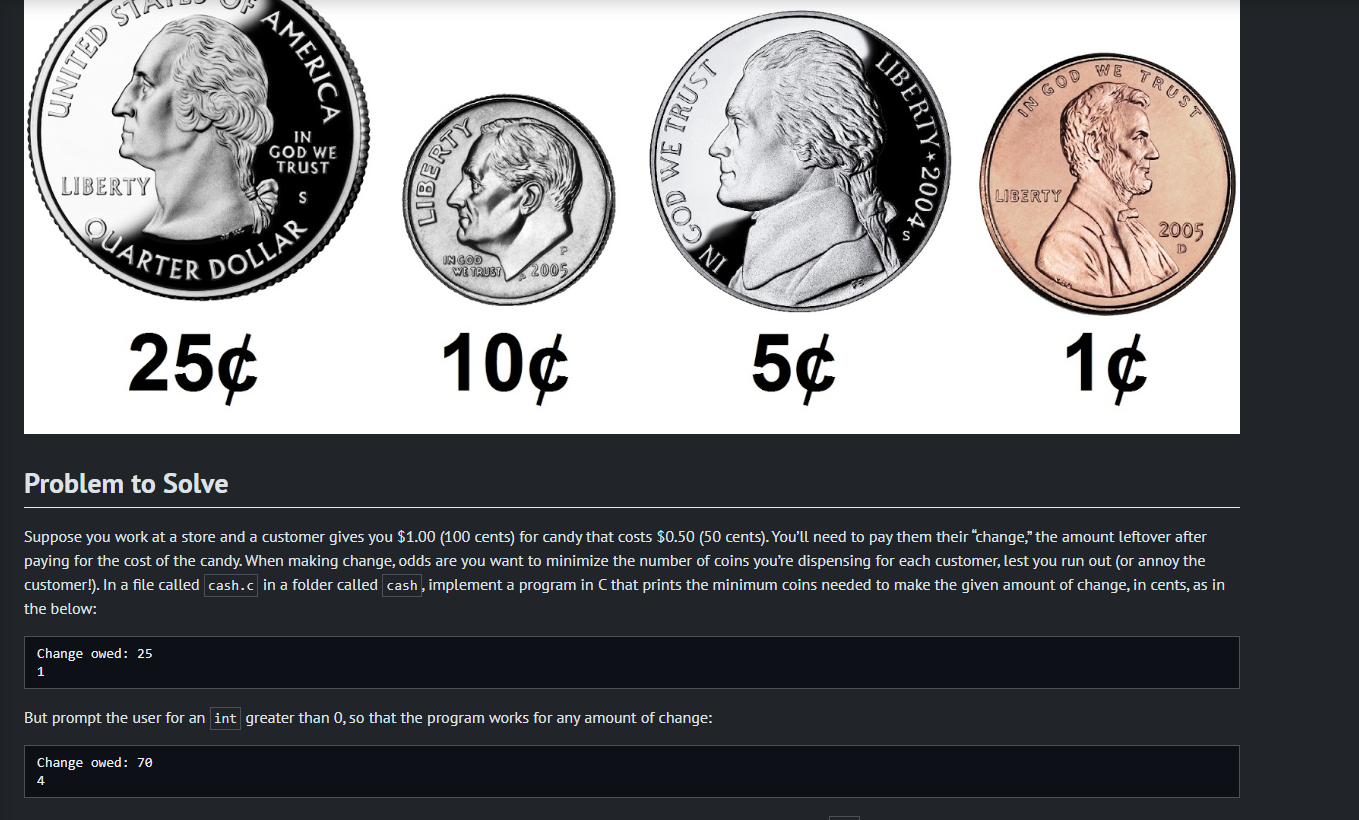 UNITED STATES OF AMERICA
IN
GOD WE
TRUST
LIBERTY
S
QUARTER DOLLAR
LIBERTY
IN GOD
WE TRUST
P
2005
IN GOD WE TRUST
LIBERTY ★ 2004
S
IN GOD WE TRUST
LIBERTY
2005
D
25¢ 10¢ 5¢ 1¢
Problem to Solve
Suppose you work at a store and a customer gives you $1.00 (100 cents) for candy that costs $0.50 (50 cents). You’ll need to pay them their “change,” the amount leftover after
paying for the cost of the candy. When making change, odds are you want to minimize the number of coins you’re dispensing for each customer, lest you run out (or annoy the
customer!). In a file called cash.c in a folder called cash, implement a program in C that prints the minimum coins needed to make the given amount of change, in cents, as in
the below:
Change owed: 25
1
But prompt the user for an int greater than 0, so that the program works for any amount of change:
Change owed: 70
4